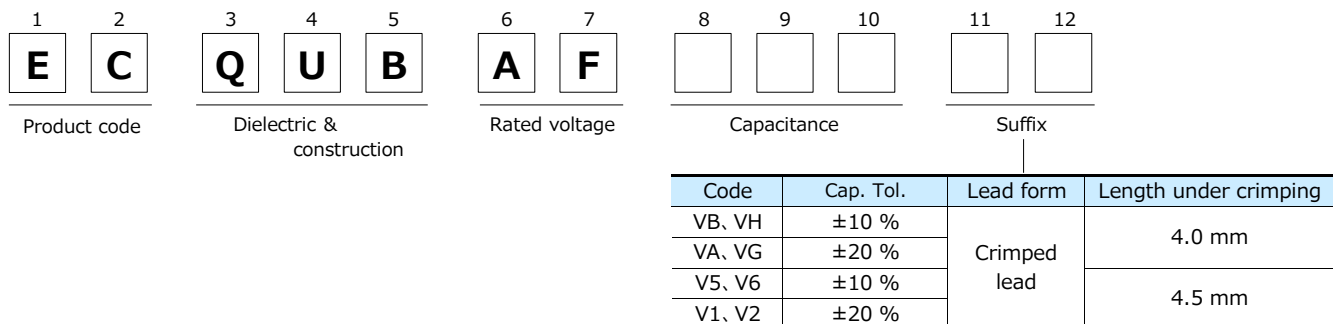 1 2 3 4 5 6 7 8 9 10 11 12
E C Q U B A F
Product code Dielectric & Rated voltage Capacitance Suffix
construction
Code Cap. Tol. Lead form Length under crimping
VB、VH ±10 % 4.0 mm
VA、VG ±20 % Crimped
V5、V6 ±10 % lead 4.5 mm
V1、V2 ±20 %